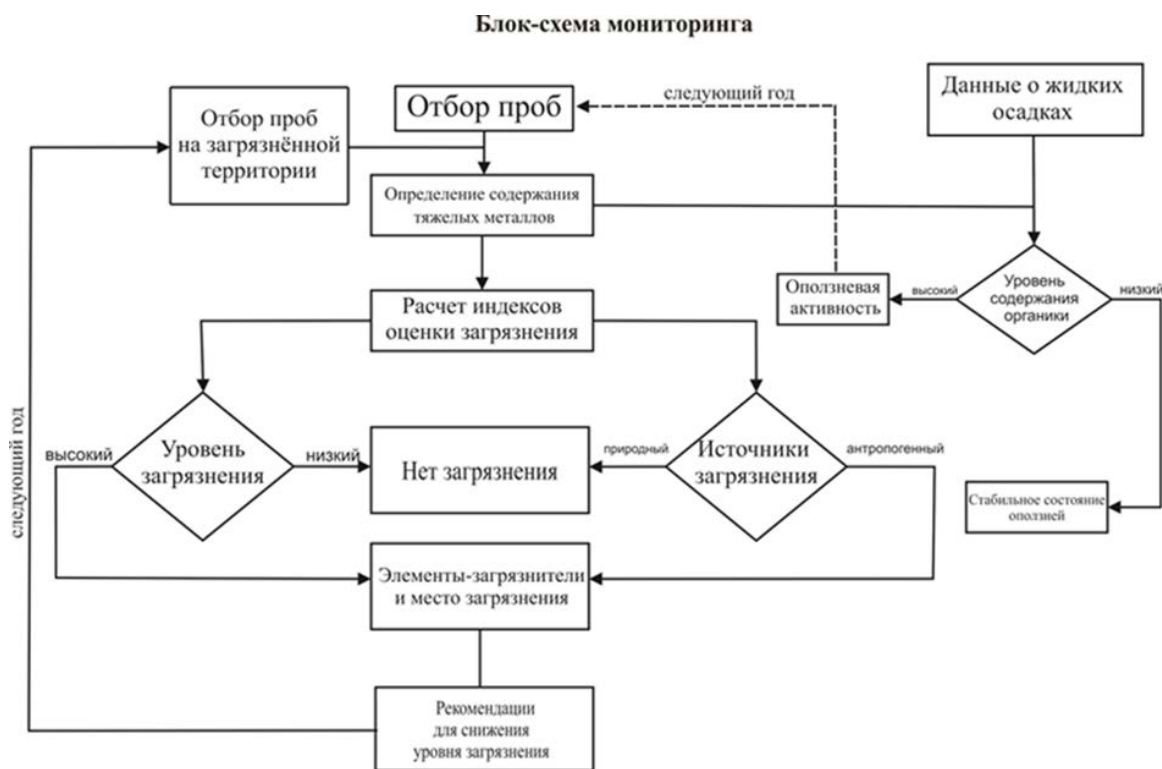 Блок-схема мониторинга
Отбор проб
на загрязнённой
территории
Отбор проб
следующий год
Данные о жидких
осадках
Определение содержания
тяжелых металлов
Расчет индексов
оценки загрязнения
Оползневая
активность
высокий
Уровень
содержания
органики
низкий
следующий год
высокий
Уровень
загрязнения
низкий
Нет загрязнения
природный
Источники
загрязнения
антропогенный
Стабильное состояние
оползней
Элементы-загрязнители
и место загрязнения
Рекомендации
для снижения
уровня загрязнения